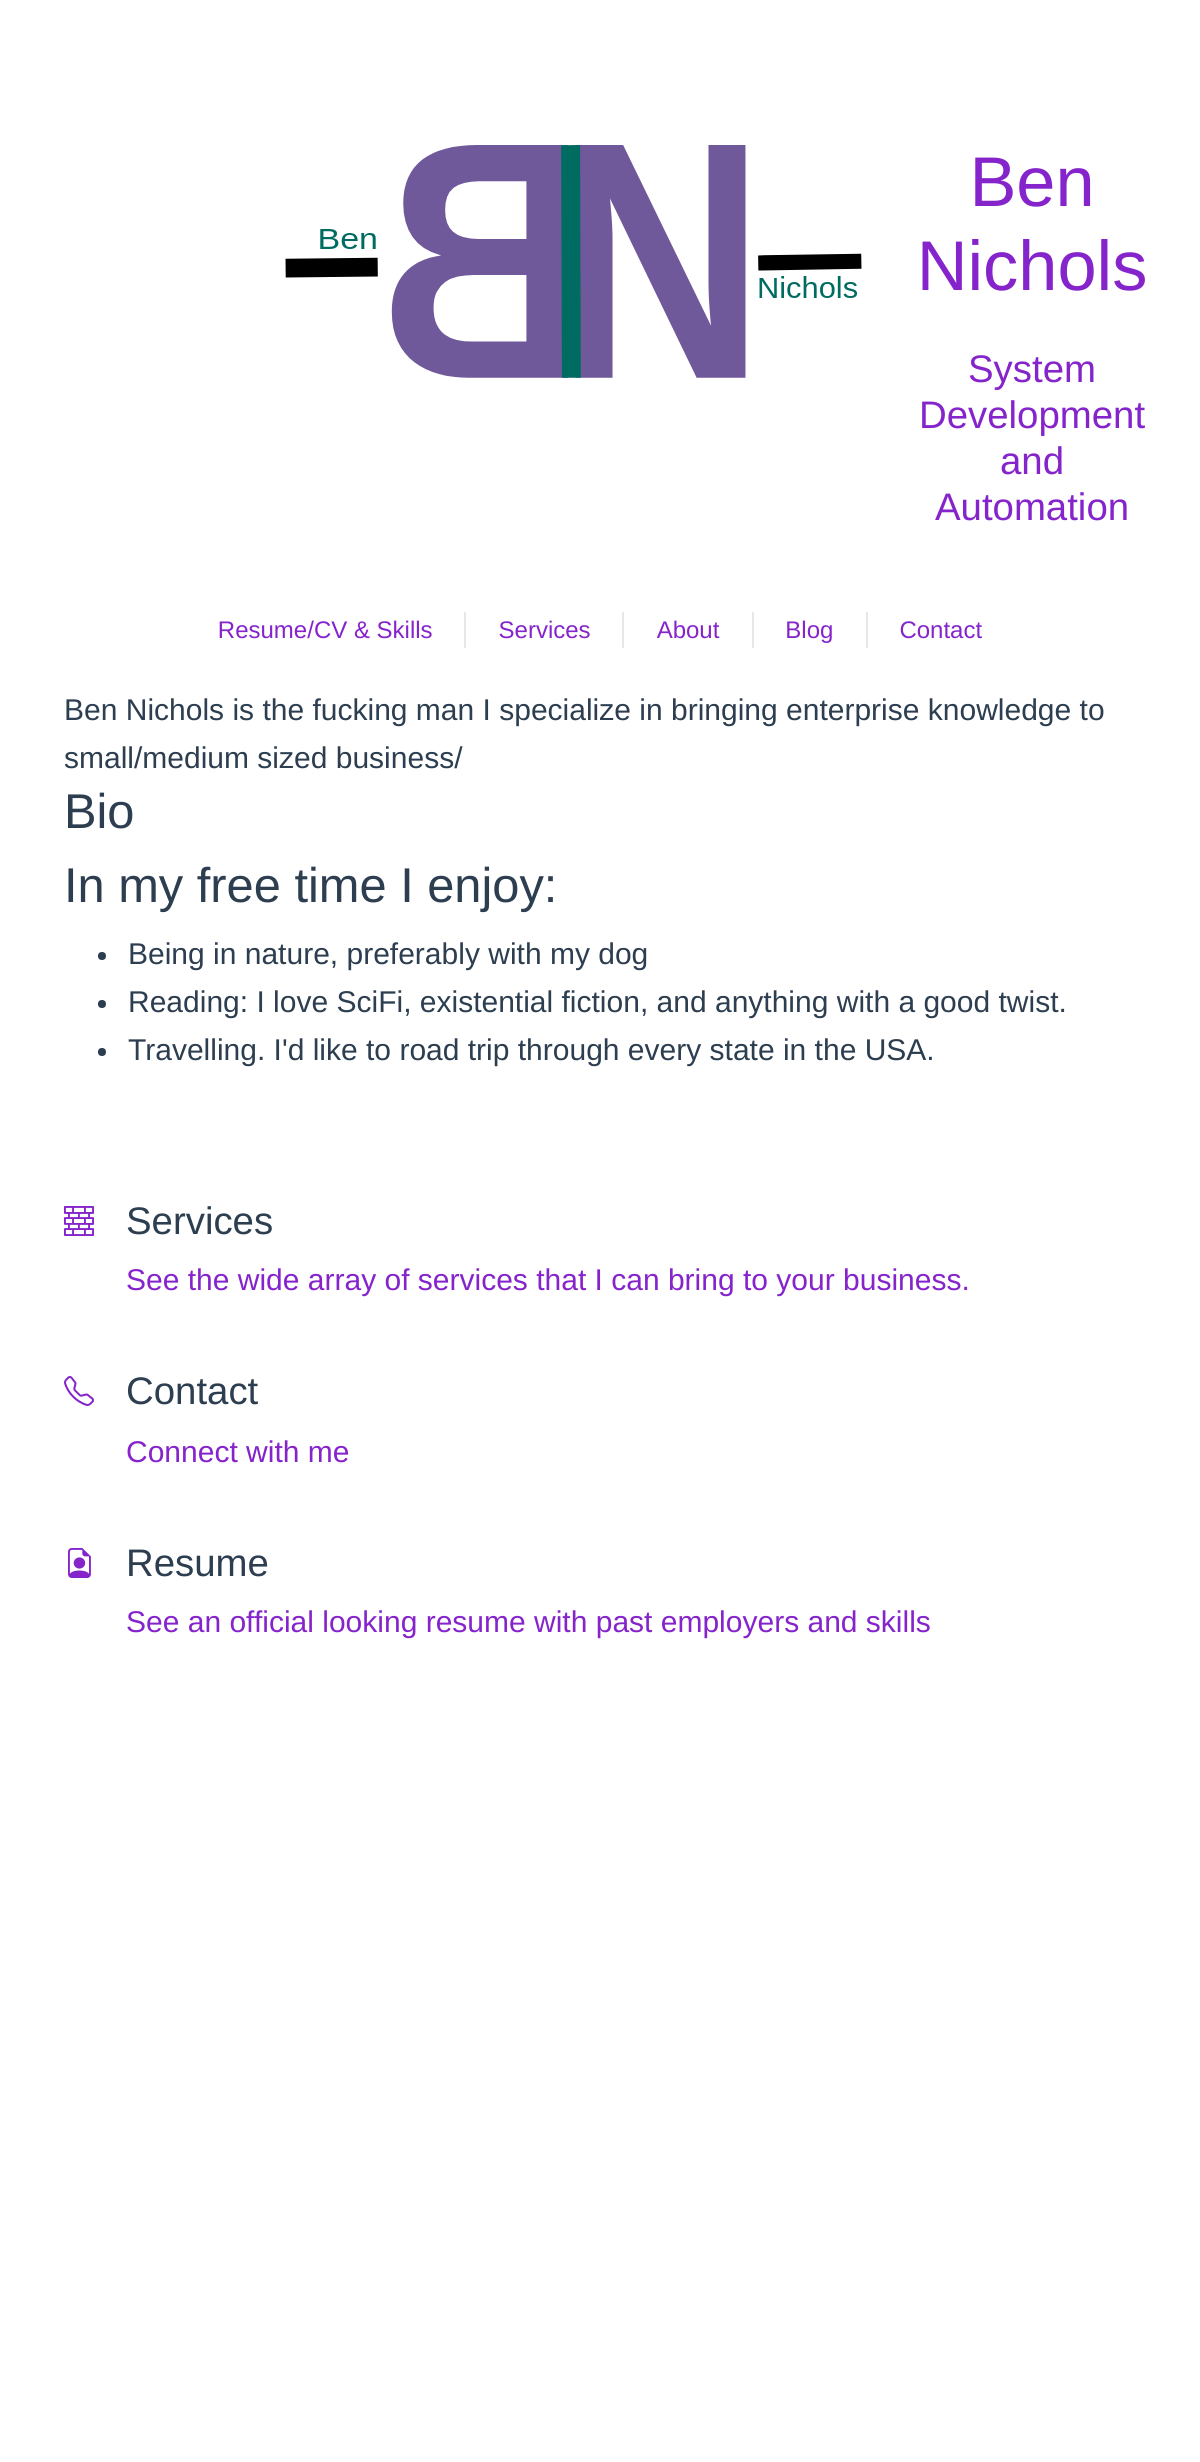 Ben
BN
Nichols
Ben
Nichols
System
Development
and
Automation
Resume/CV & Skills
Services
About
Blog
Contact
Ben Nichols is the fucking man I specialize in bringing enterprise knowledge to
small/medium sized business/
Bio
In my free time I enjoy:
Being in nature, preferably with my dog
Reading: I love SciFi, existential fiction, and anything with a good twist.
Travelling. I'd like to road trip through every state in the USA.
Services
See the wide array of services that I can bring to your business.
Contact
Connect with me
Resume
See an official looking resume with past employers and skills